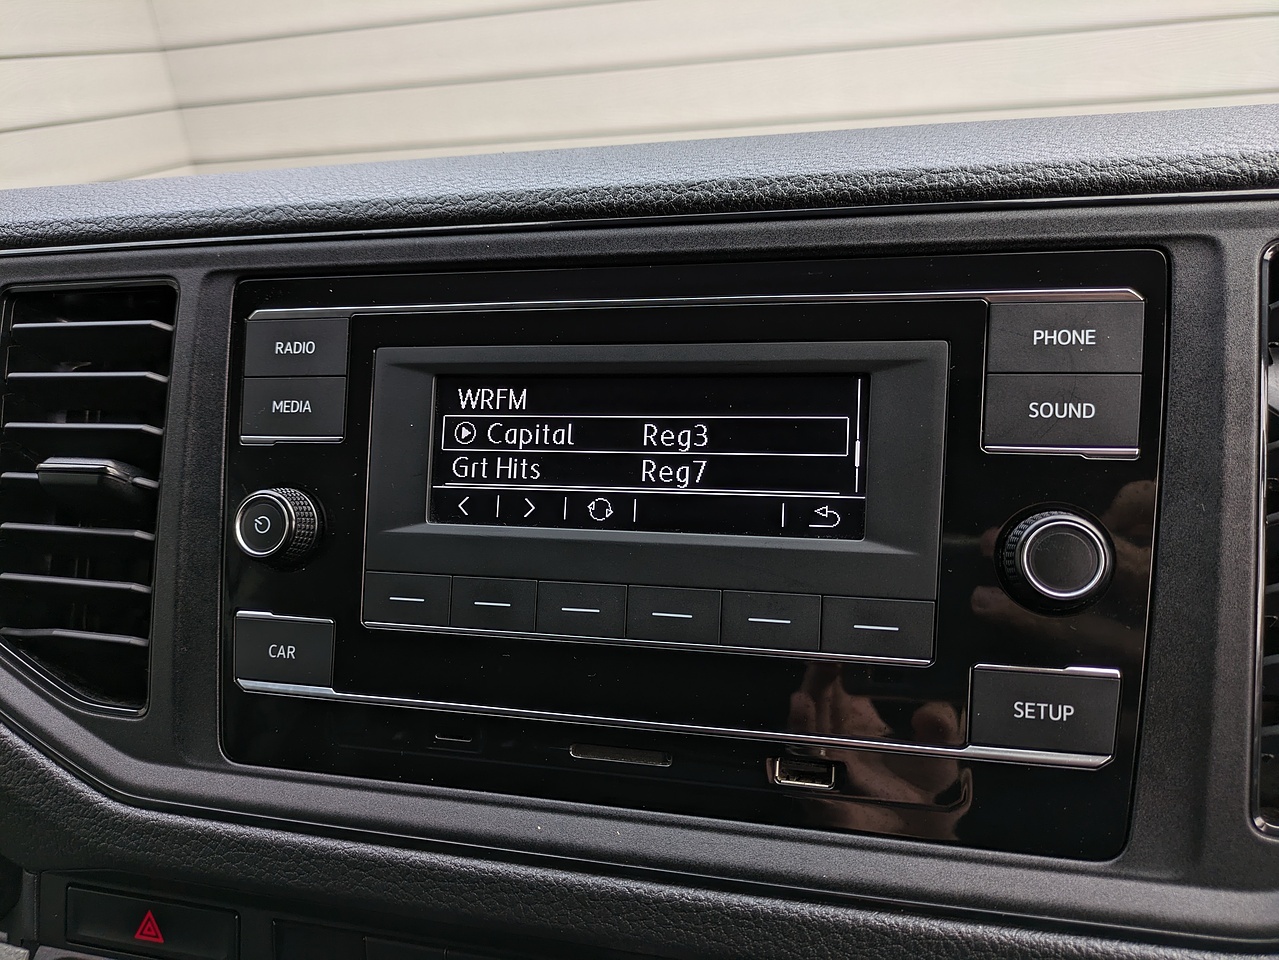 RADIO
MEDIA
WRFM
Capital Reg3
Grt Hits Reg7
PHONE
SOUND
CAR
SETUP